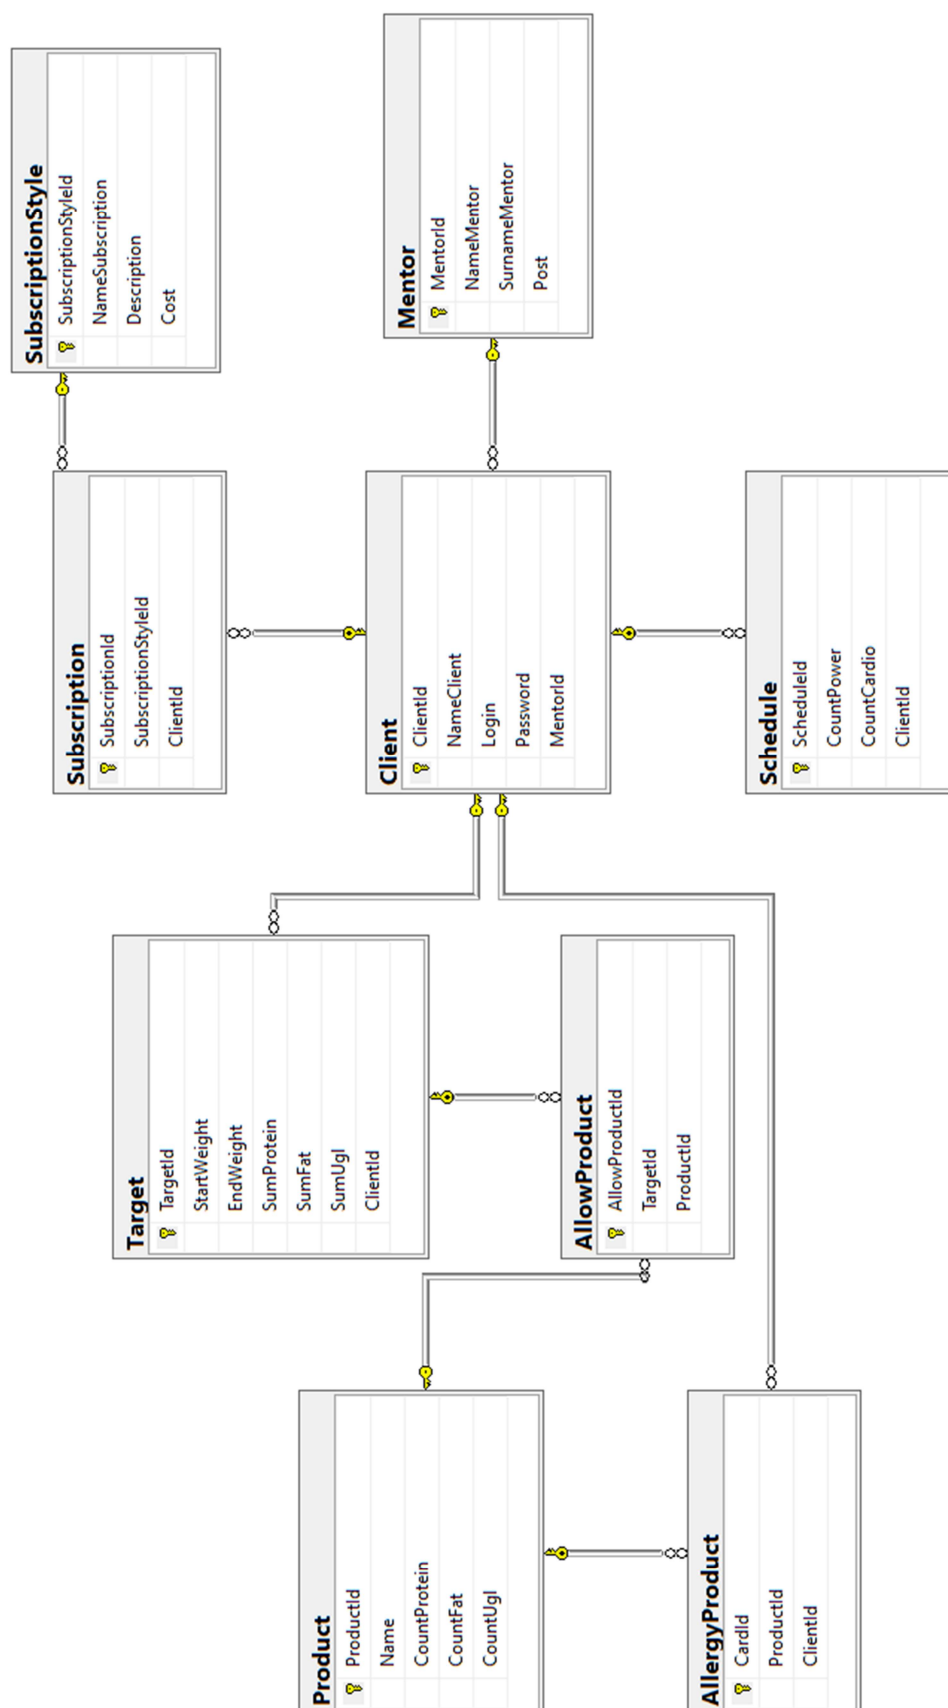 SubscriptionStyle
SubscriptionStyleId
NameSubscription
Description
Cost
Mentor
MentorId
NameMentor
SurnameMentor
Post
Subscription
SubscriptionId
SubscriptionStyleId
ClientId
Client
ClientId
NameClient
Login
Password
MentorId
Schedule
ScheduleId
CountPower
CountCardio
ClientId
Target
TargetId
StartWeight
EndWeight
SumProtein
SumFat
SumUgl
ClientId
AllowProduct
AllowProductId
TargetId
ProductId
Product
ProductId
Name
CountProtein
CountFat
CountUgl
AllergyProduct
CardId
ProductId
ClientId